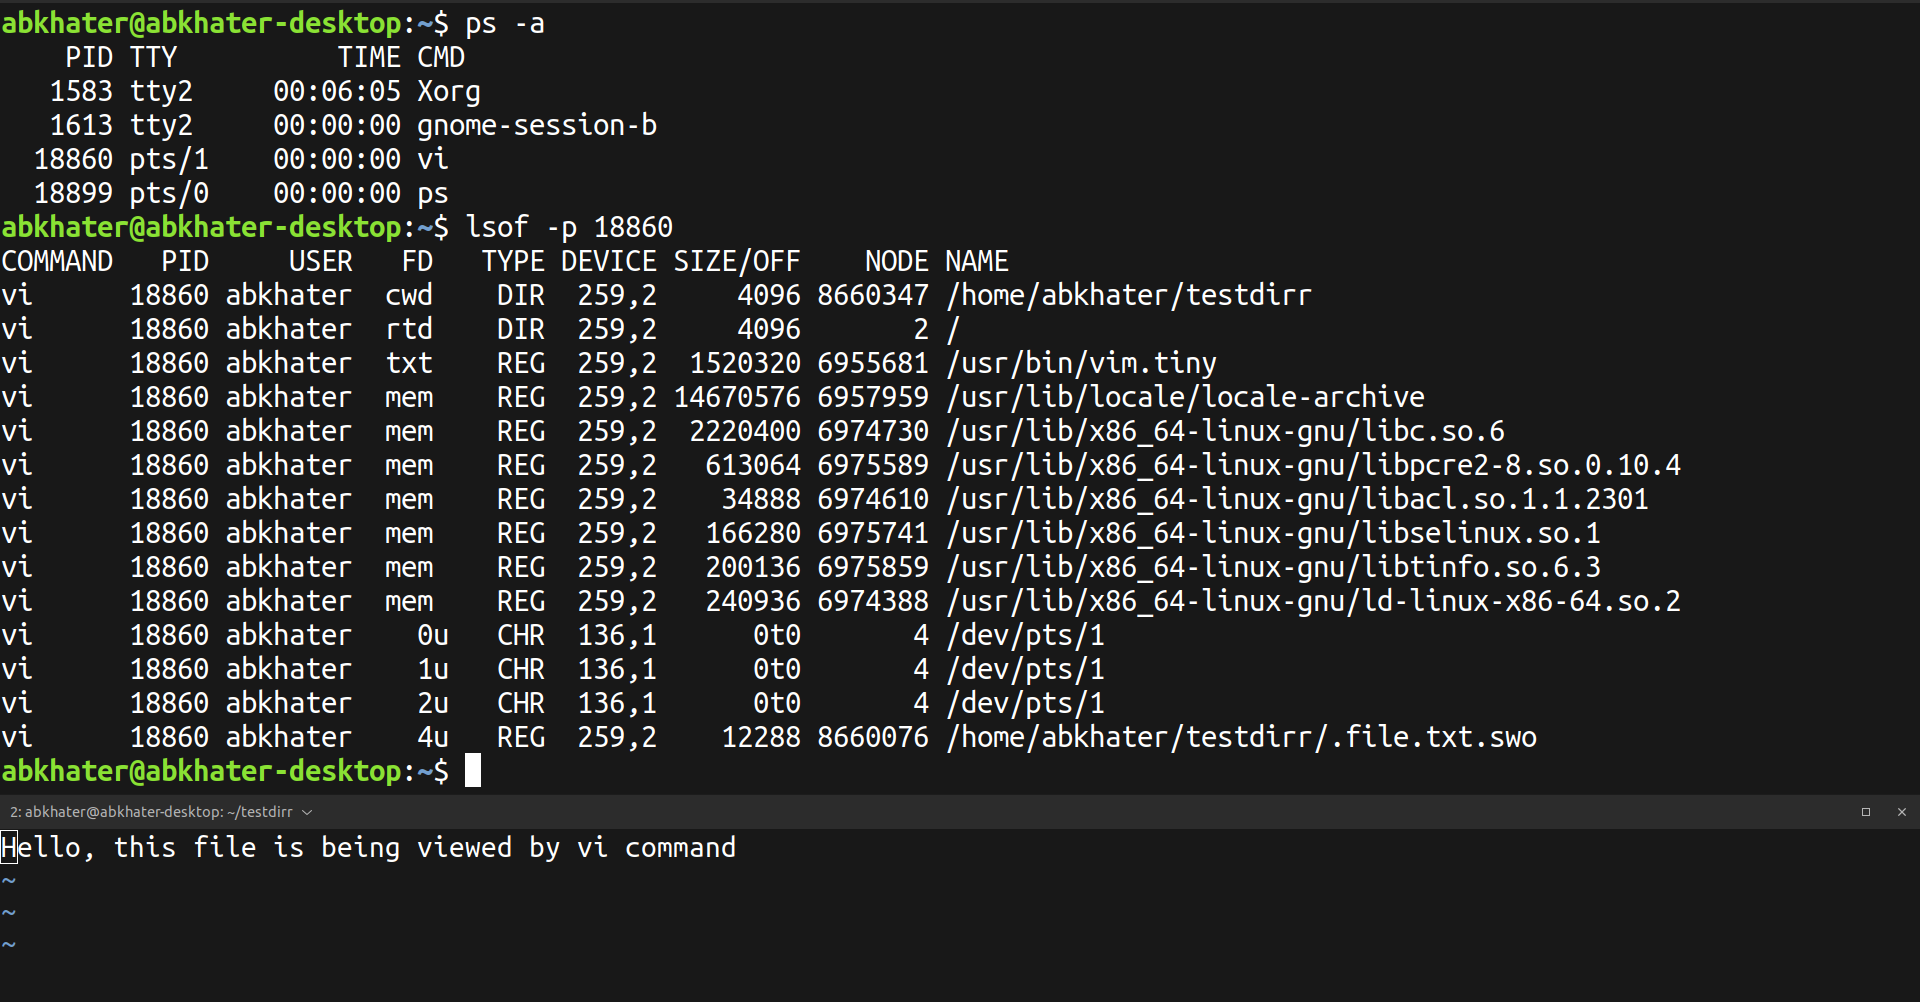 abkhater@abkhater-desktop:~$ ps -a
    PID TTY          TIME CMD
   1583 tty2     00:06:05 Xorg
   1613 tty2     00:00:00 gnome-session-b
  18860 pts/1    00:00:00 vi
  18899 pts/0    00:00:00 ps
abkhater@abkhater-desktop:~$ lsof -p 18860
COMMAND   PID     USER   FD   TYPE DEVICE SIZE/OFF    NODE NAME
vi      18860 abkhater  cwd    DIR  259,2     4096 8660347 /home/abkhater/testdirr
vi      18860 abkhater  rtd    DIR  259,2     4096       2 /
vi      18860 abkhater  txt    REG  259,2  1520320 6955681 /usr/bin/vim.tiny
vi      18860 abkhater  mem    REG  259,2 14670576 6957959 /usr/lib/locale/locale-archive
vi      18860 abkhater  mem    REG  259,2  2220400 6974730 /usr/lib/x86_64-linux-gnu/libc.so.6
vi      18860 abkhater  mem    REG  259,2   613064 6975589 /usr/lib/x86_64-linux-gnu/libpcre2-8.so.0.10.4
vi      18860 abkhater  mem    REG  259,2    34888 6974610 /usr/lib/x86_64-linux-gnu/libacl.so.1.1.2301
vi      18860 abkhater  mem    REG  259,2   166280 6975741 /usr/lib/x86_64-linux-gnu/libselinux.so.1
vi      18860 abkhater  mem    REG  259,2   200136 6975859 /usr/lib/x86_64-linux-gnu/libtinfo.so.6.3
vi      18860 abkhater  mem    REG  259,2   240936 6974388 /usr/lib/x86_64-linux-gnu/ld-linux-x86-64.so.2
vi      18860 abkhater    0u   CHR  136,1      0t0       4 /dev/pts/1
vi      18860 abkhater    1u   CHR  136,1      0t0       4 /dev/pts/1
vi      18860 abkhater    2u   CHR  136,1      0t0       4 /dev/pts/1
vi      18860 abkhater    4u   REG  259,2    12288 8660076 /home/abkhater/testdirr/.file.txt.swo
abkhater@abkhater-desktop:~$
2: abkhater@abkhater-desktop: ~/testdirr
Hello, this file is being viewed by vi command
~
~
~